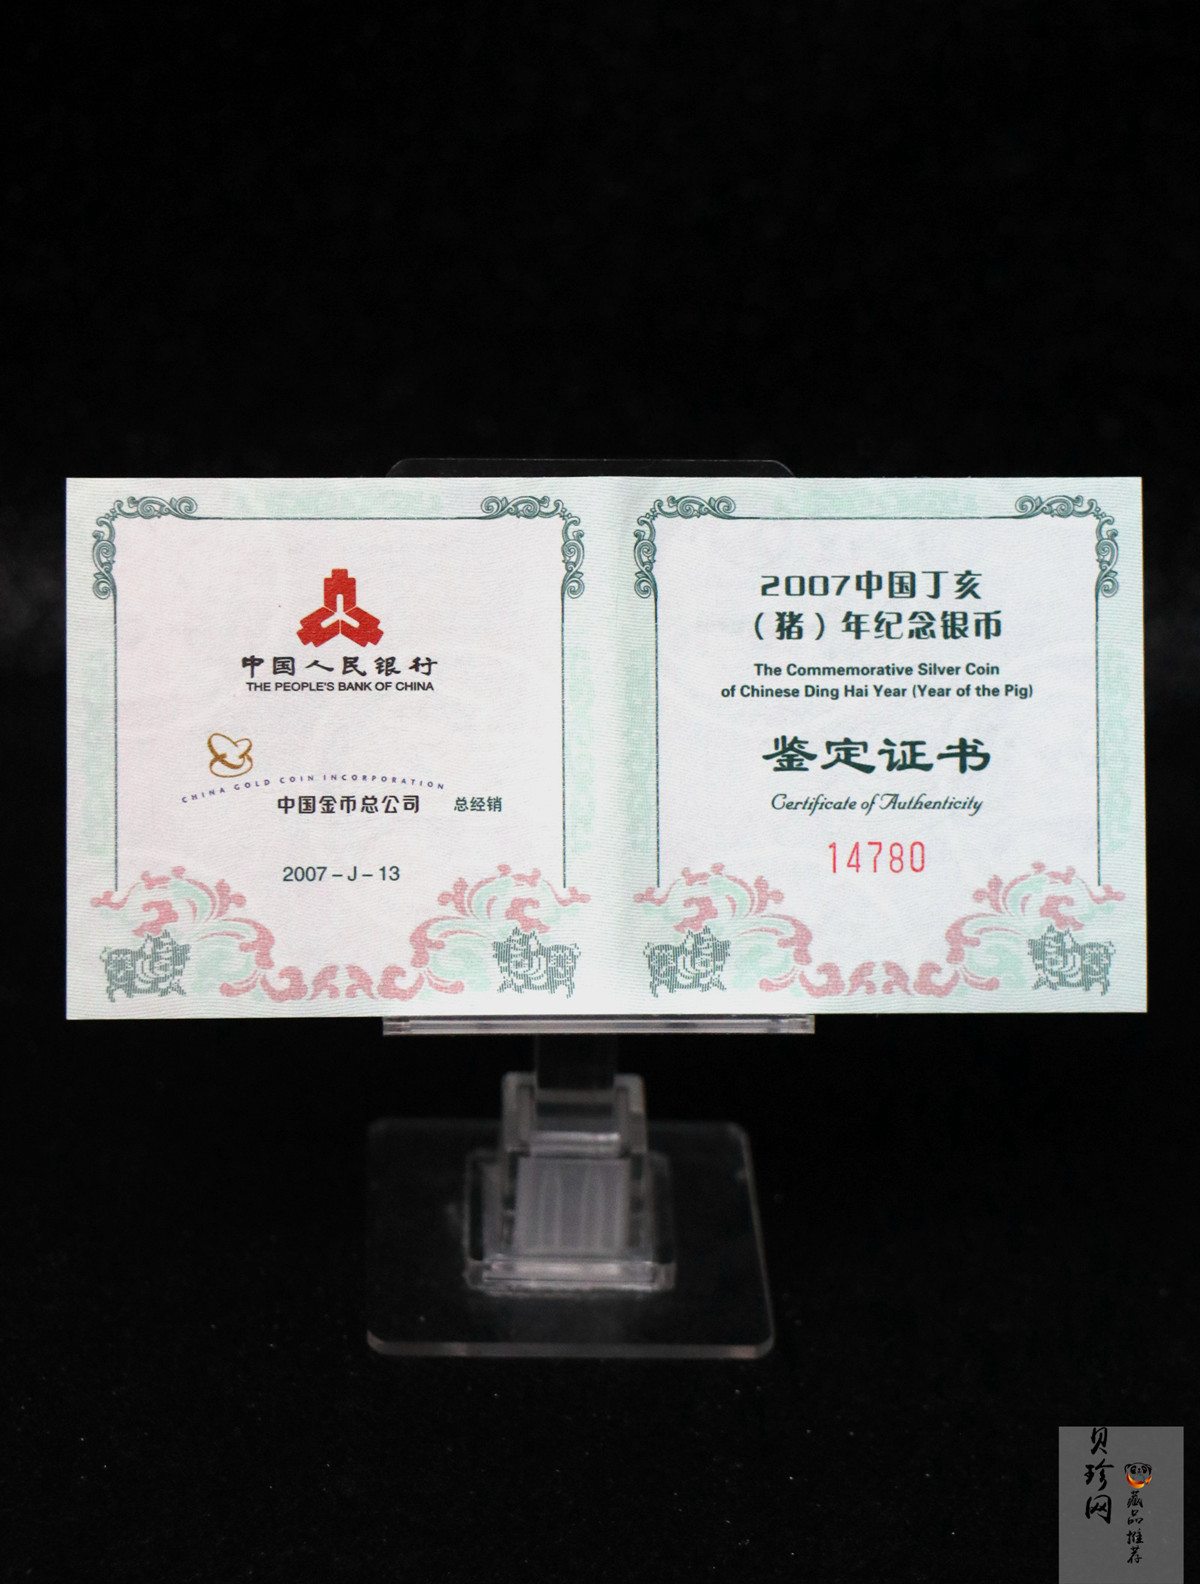 中国人民银行
THE PEOPLE'S BANK OF CHINA
CHINA GOLD COIN INCORPORATION
中国金币总公司 总经销
2007－J－13
2007中国丁亥
（猪）年纪念银币
The Commemorative Silver Coin
of Chinese Ding Hai Year (Year of the Pig)
鉴定证书
Certificate of Authenticity
14780
贝珍网
藏品推荐